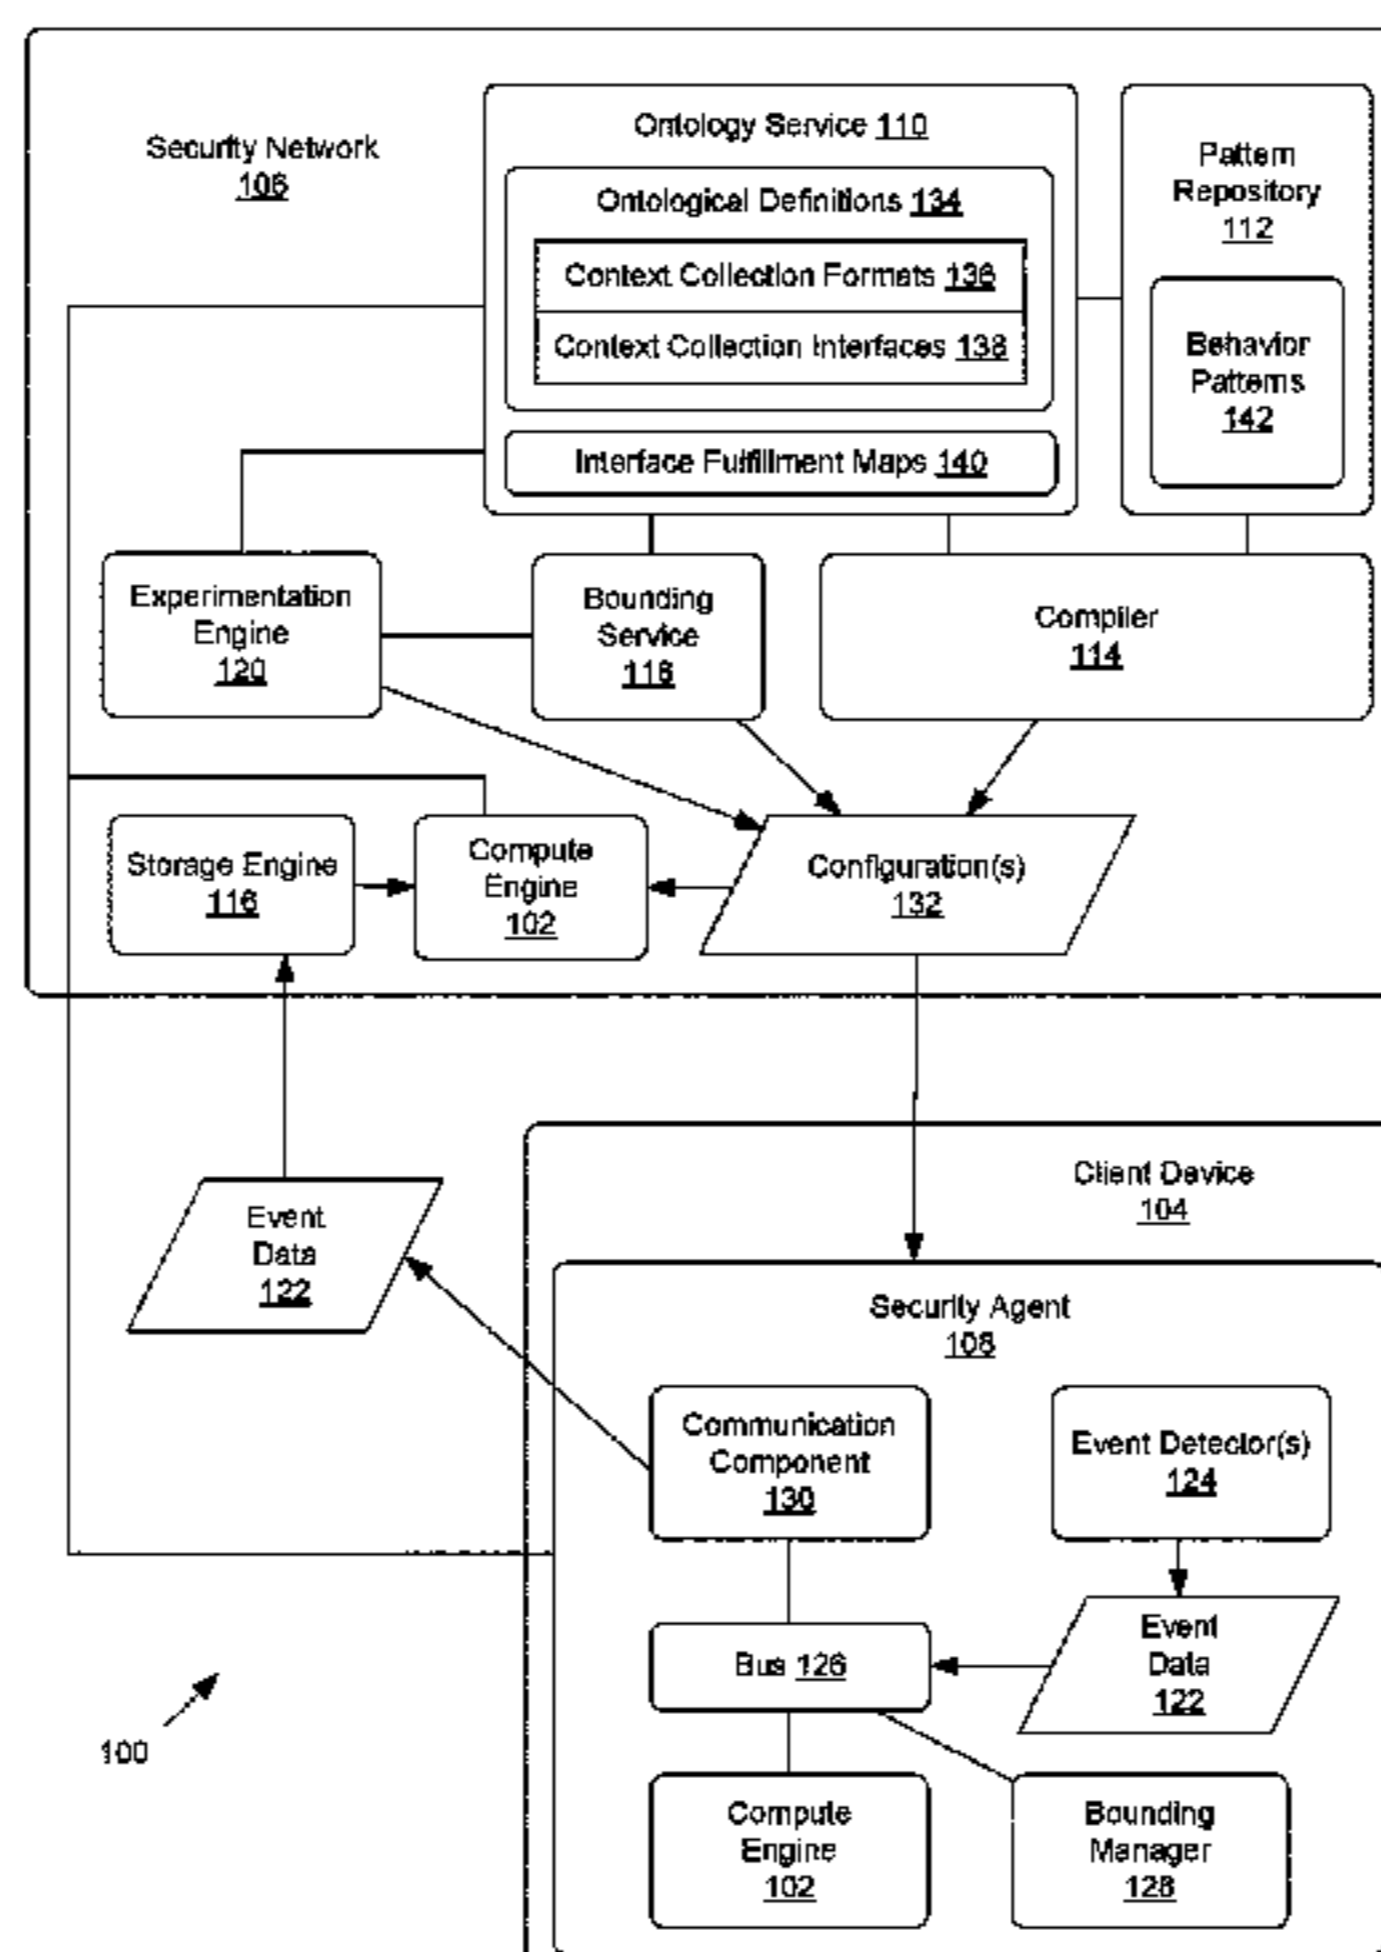 Security Network
106
Ontology Service 110
Ontological Definitions 134
Context Collection Formats 136
Context Collection Interfaces 138
Interface Fulfillment Maps 140
Pattern
Repository
112
Behavior
Patterns
142
Experimentation
Engine
120
Bounding
Service
118
Compiler
114
Storage Engine
116
Compute
Engine
102
Configuration(s)
132
Event
Data
122
Client Device
104
Security Agent
108
Communication
Component
130
Event Detector(s)
124
Bus 126
Event
Data
122
Compute
Engine
102
Bounding
Manager
128
100